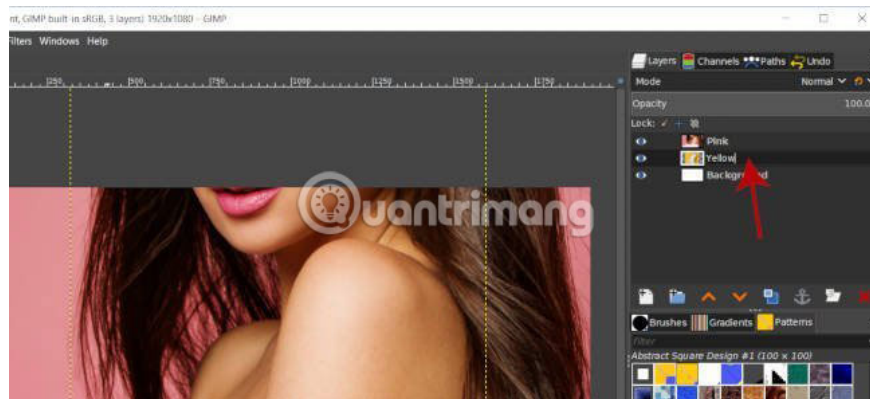 nt, GIMP built-in sRGB, 3 layers) 1920x1080 – GIMP
Filters Windows Help
Layers Channels Paths Undo
250 500 750 1000 1250 1500 1750
Mode Normal
Opacity 100.0
Lock:
Pink
Yellow
Background
Quantrimang
Brushes Gradients Patterns
Filter
Abstract Square Design #1 (100 × 100)